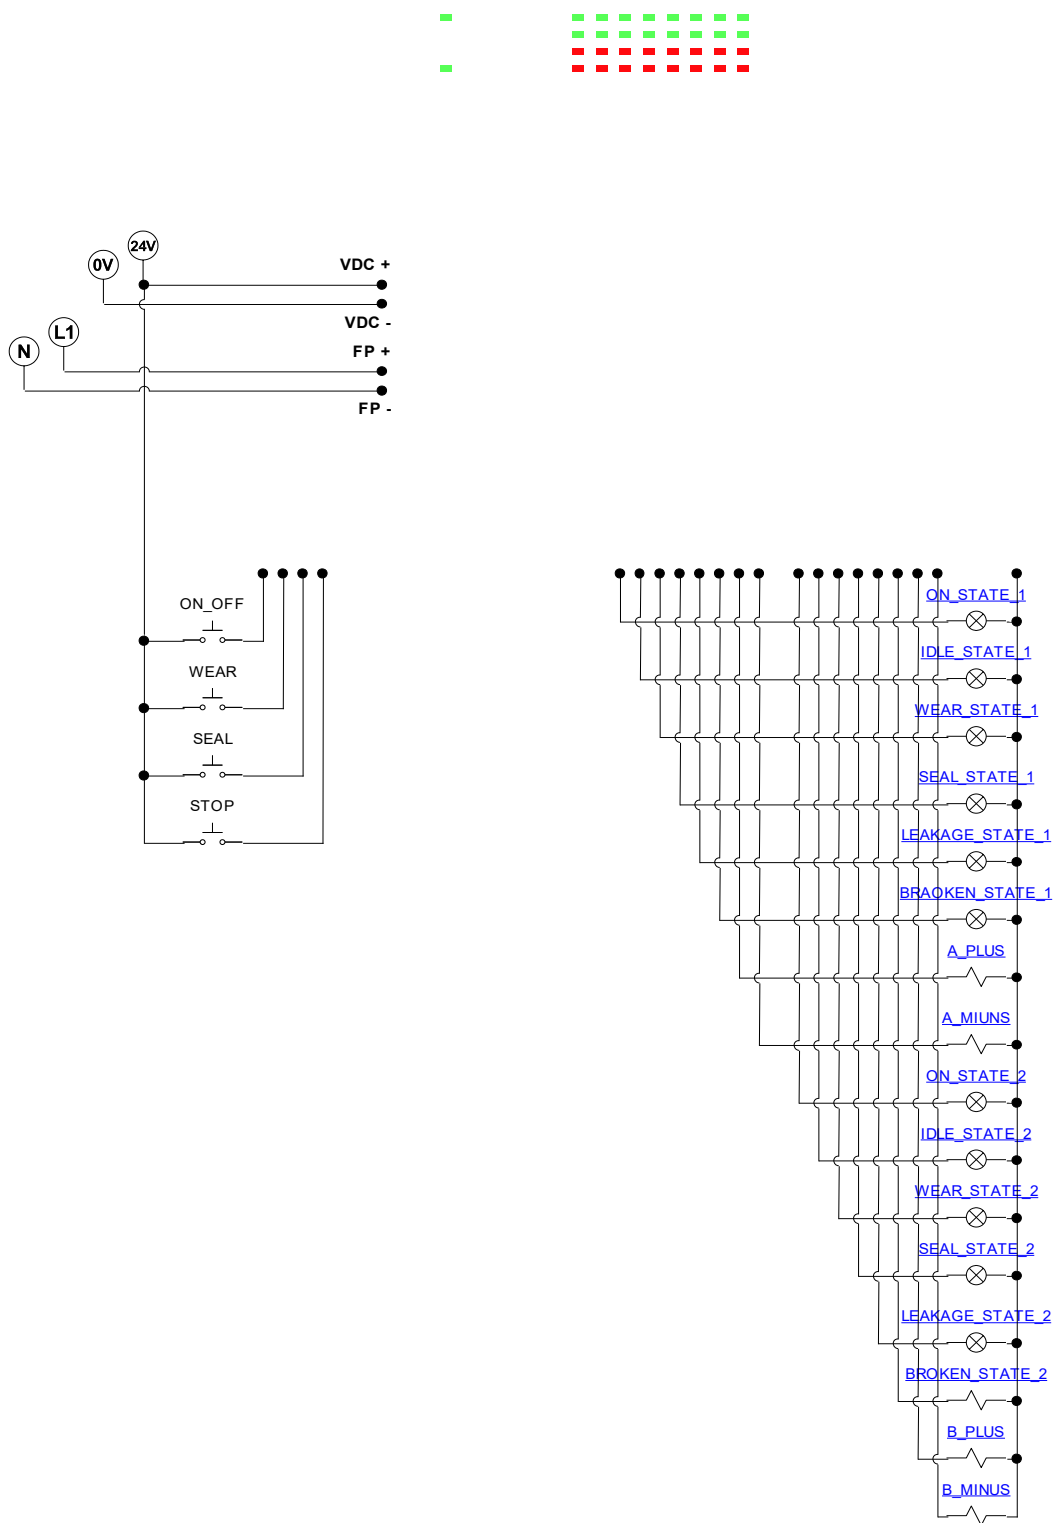 24V
0V
VDC +
VDC -
L1
N
FP +
FP -
ON_OFF
WEAR
SEAL
STOP
ON_STATE_1
IDLE_STATE_1
WEAR_STATE_1
SEAL_STATE_1
LEAKAGE_STATE_1
BRAOKEN_STATE_1
A_PLUS
A_MIUNS
ON_STATE_2
IDLE_STATE_2
WEAR_STATE_2
SEAL_STATE_2
LEAKAGE_STATE_2
BROKEN_STATE_2
B_PLUS
B_MINUS